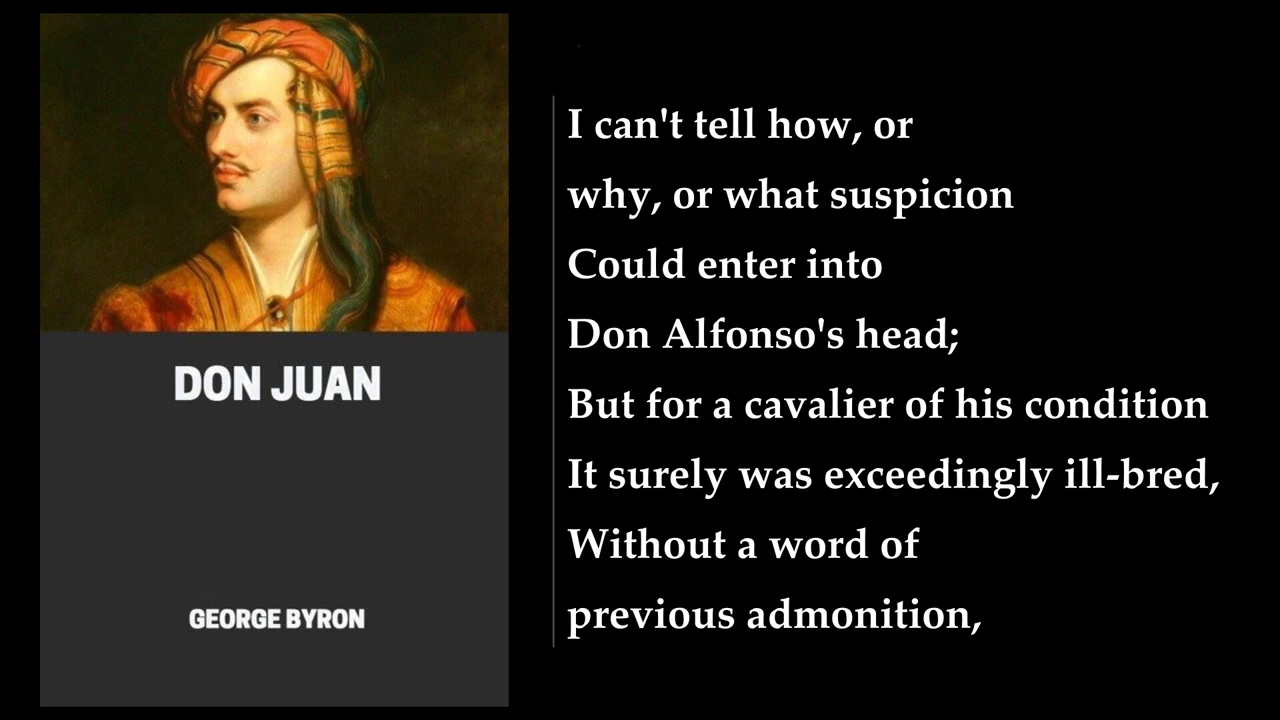 DON JUAN
GEORGE BYRON
I can't tell how, or
why, or what suspicion
Could enter into
Don Alfonso's head;
But for a cavalier of his condition
It surely was exceedingly ill-bred,
Without a word of
previous admonition,